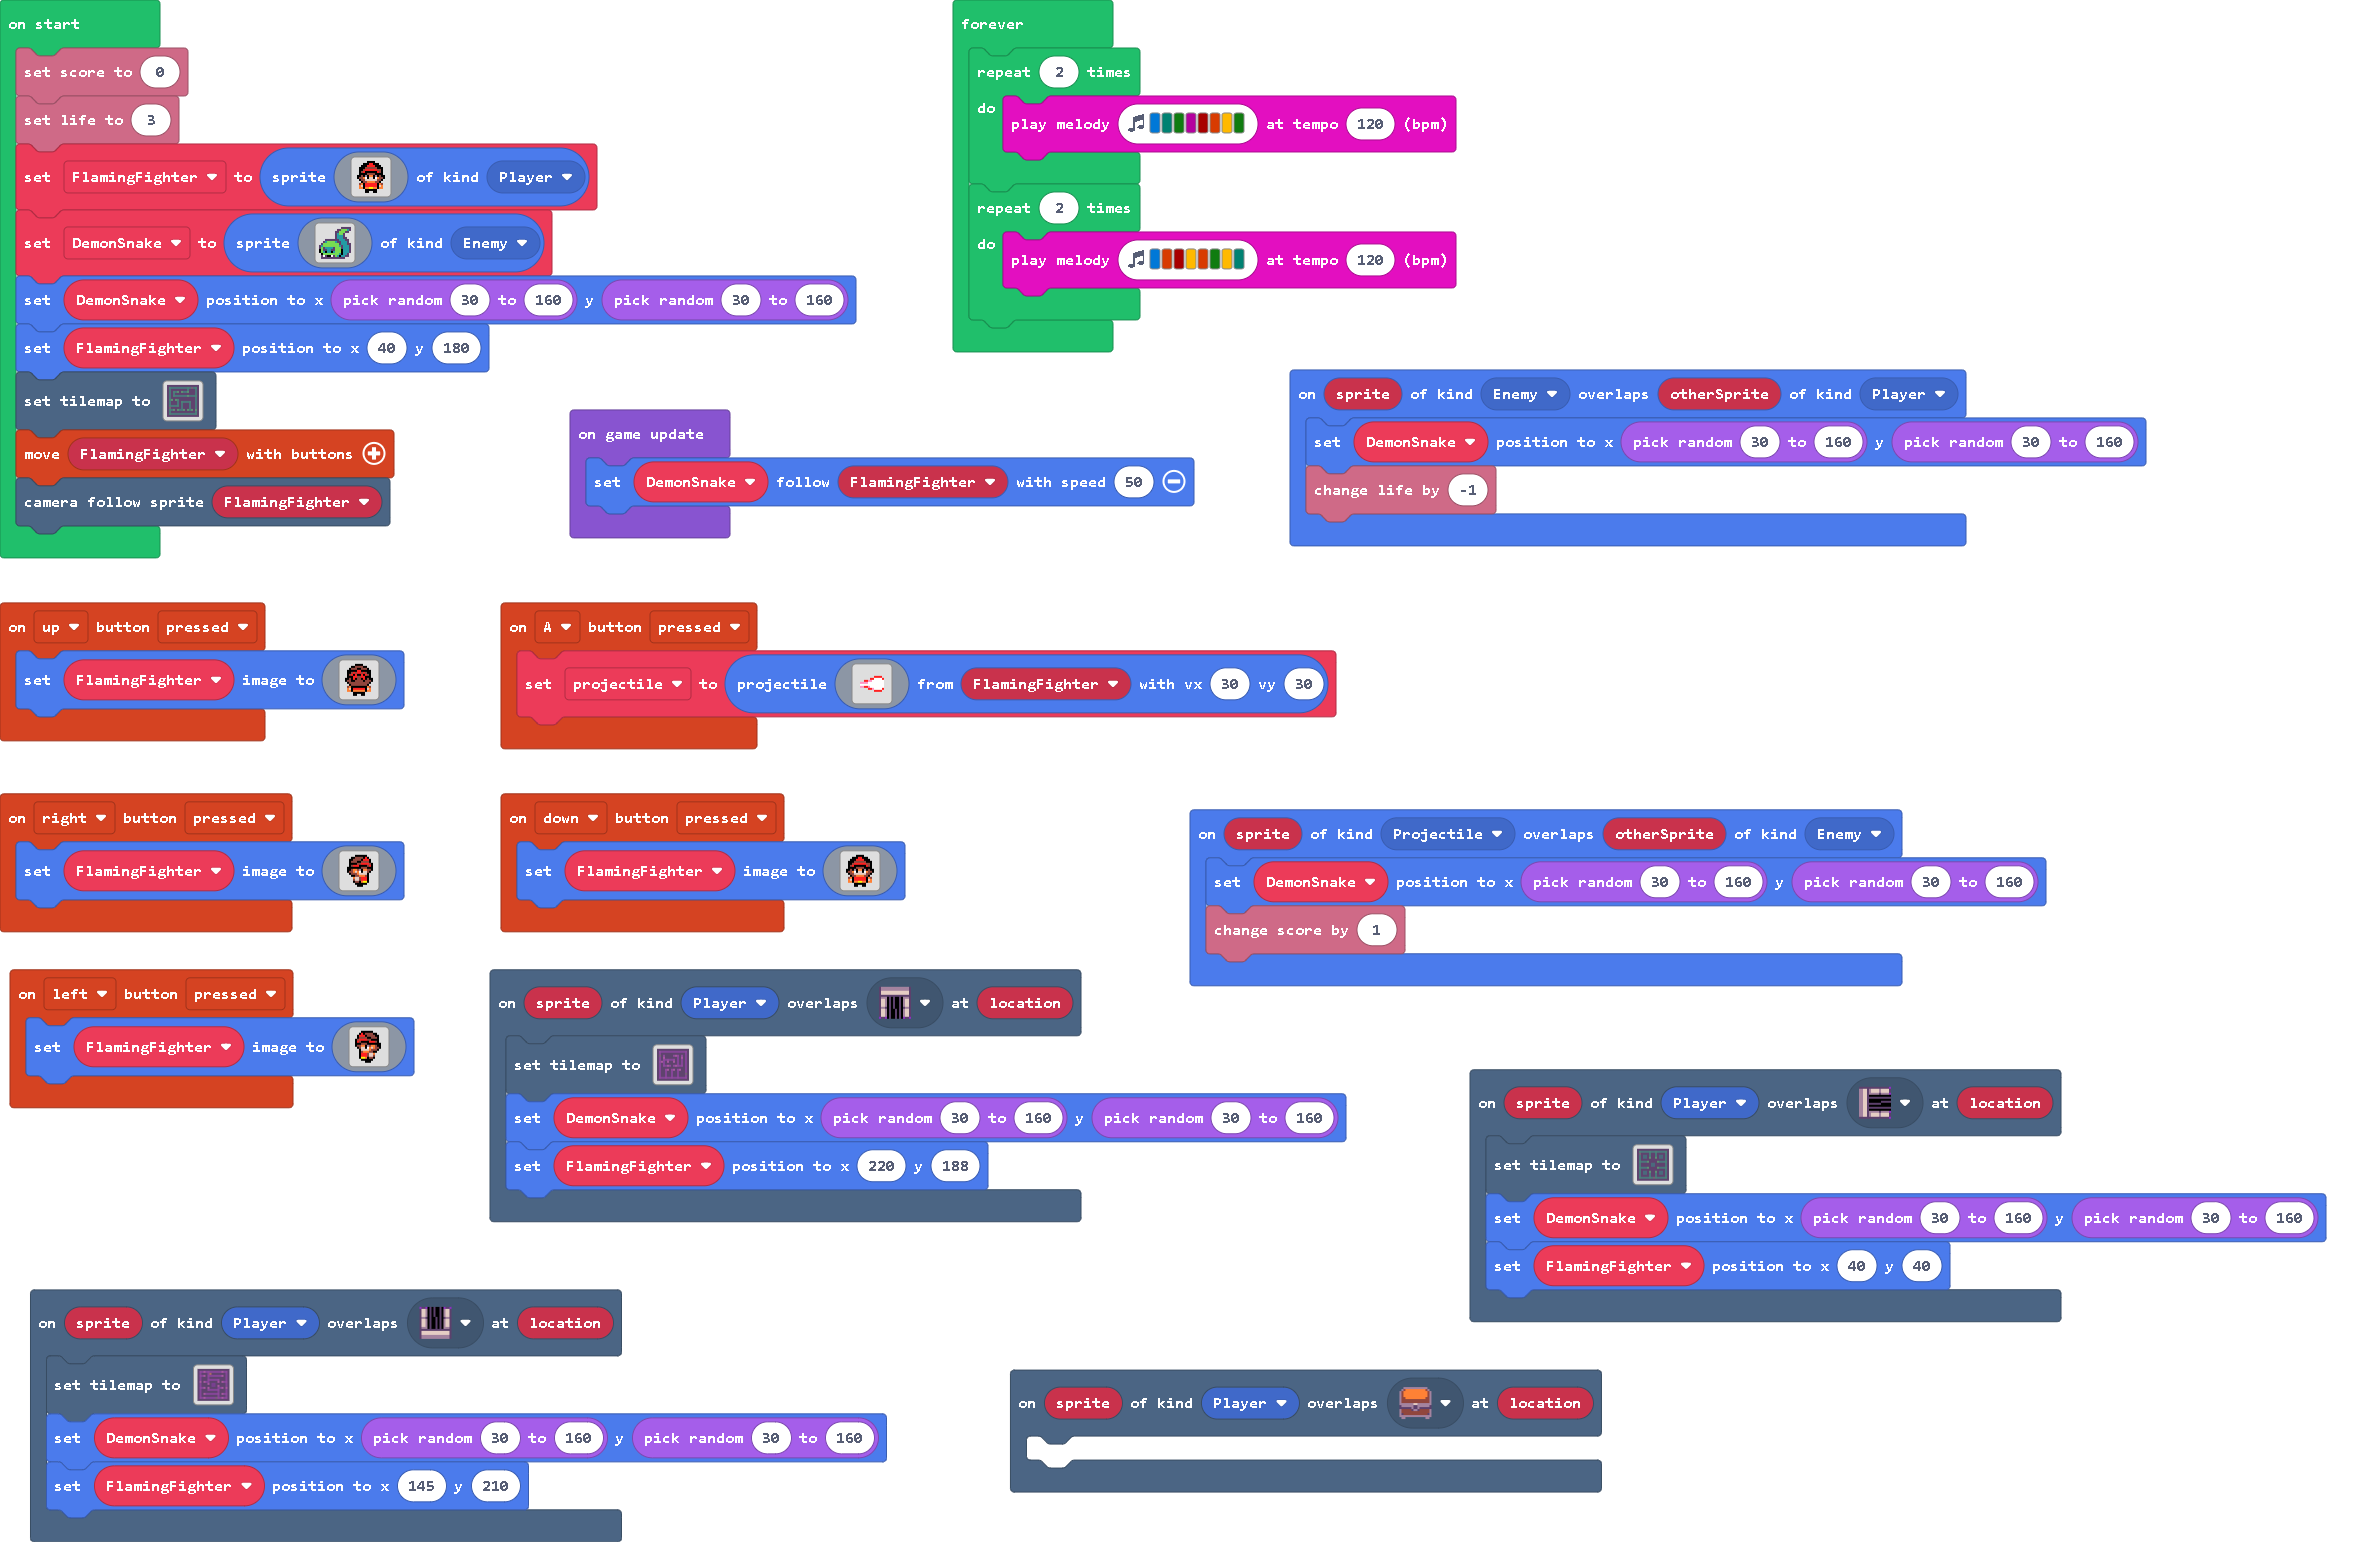 on start
set score to 0
set life to 3
set FlamingFighter to sprite of kind Player
set DemonSnake to sprite of kind Enemy
set DemonSnake position to x pick random 30 to 160 y pick random 30 to 160
set FlamingFighter position to x 40 y 180
set tilemap to
move FlamingFighter with buttons
camera follow sprite FlamingFighter
forever
repeat 2 times
do
play melody at tempo 120 (bpm)
repeat 2 times
do
play melody at tempo 120 (bpm)
on game update
set DemonSnake follow FlamingFighter with speed 50
on sprite of kind Enemy overlaps otherSprite of kind Player
set DemonSnake position to x pick random 30 to 160 y pick random 30 to 160
change life by -1
on up button pressed
set FlamingFighter image to
on A button pressed
set projectile to projectile from FlamingFighter with vx 30 vy 30
on right button pressed
set FlamingFighter image to
on down button pressed
set FlamingFighter image to
on sprite of kind Projectile overlaps otherSprite of kind Enemy
set DemonSnake position to x pick random 30 to 160 y pick random 30 to 160
change score by 1
on left button pressed
set FlamingFighter image to
on sprite of kind Player overlaps at location
set tilemap to
set DemonSnake position to x pick random 30 to 160 y pick random 30 to 160
set FlamingFighter position to x 220 y 188
on sprite of kind Player overlaps at location
set tilemap to
set DemonSnake position to x pick random 30 to 160 y pick random 30 to 160
set FlamingFighter position to x 40 y 40
on sprite of kind Player overlaps at location
set tilemap to
set DemonSnake position to x pick random 30 to 160 y pick random 30 to 160
set FlamingFighter position to x 145 y 210
on sprite of kind Player overlaps at location